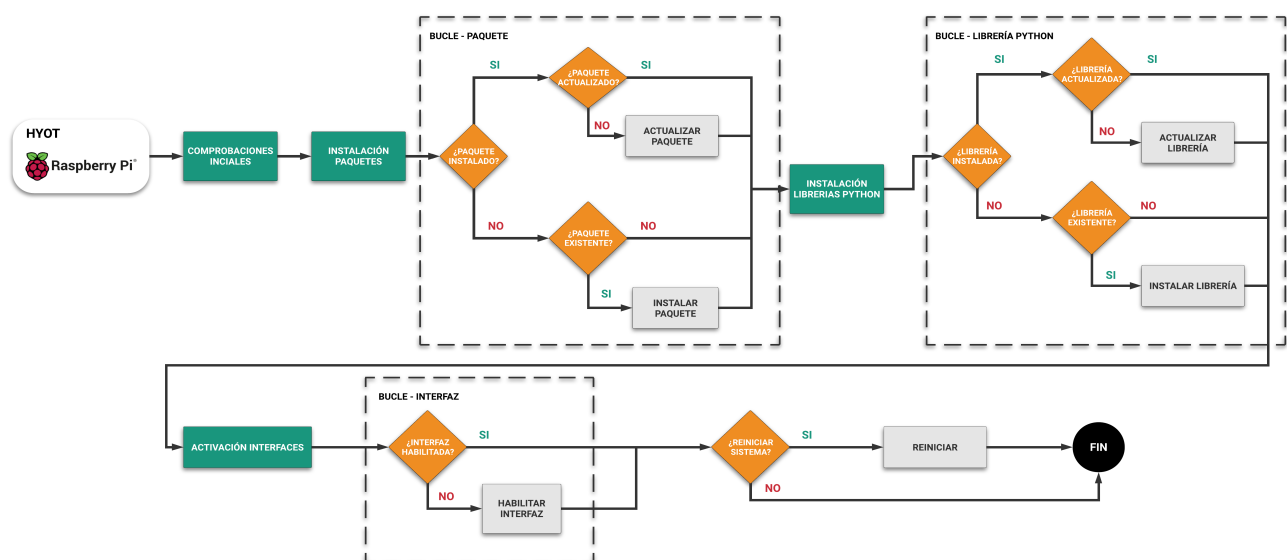 HYOT
Raspberry Pi®
COMPROBACIONES
INCIALES
INSTALACIÓN
PAQUETES
BUCLE - PAQUETE
¿PAQUETE
INSTALADO?
SI
¿PAQUETE
ACTUALIZADO?
SI
NO
ACTUALIZAR
PAQUETE
NO
¿PAQUETE
EXISTENTE?
NO
SI
INSTALAR
PAQUETE
INSTALACIÓN
LIBRERIAS PYTHON
BUCLE - LIBRERÍA PYTHON
¿LIBRERÍA
INSTALADA?
SI
¿LIBRERÍA
ACTUALIZADA?
SI
NO
ACTUALIZAR
LIBRERÍA
NO
¿LIBRERÍA
EXISTENTE?
NO
SI
INSTALAR LIBRERÍA
ACTIVACIÓN INTERFACES
BUCLE - INTERFAZ
¿INTERFAZ
HABILITADA?
SI
NO
HABILITAR
INTERFAZ
¿REINICIAR
SISTEMA?
SI
REINICIAR
NO
FIN